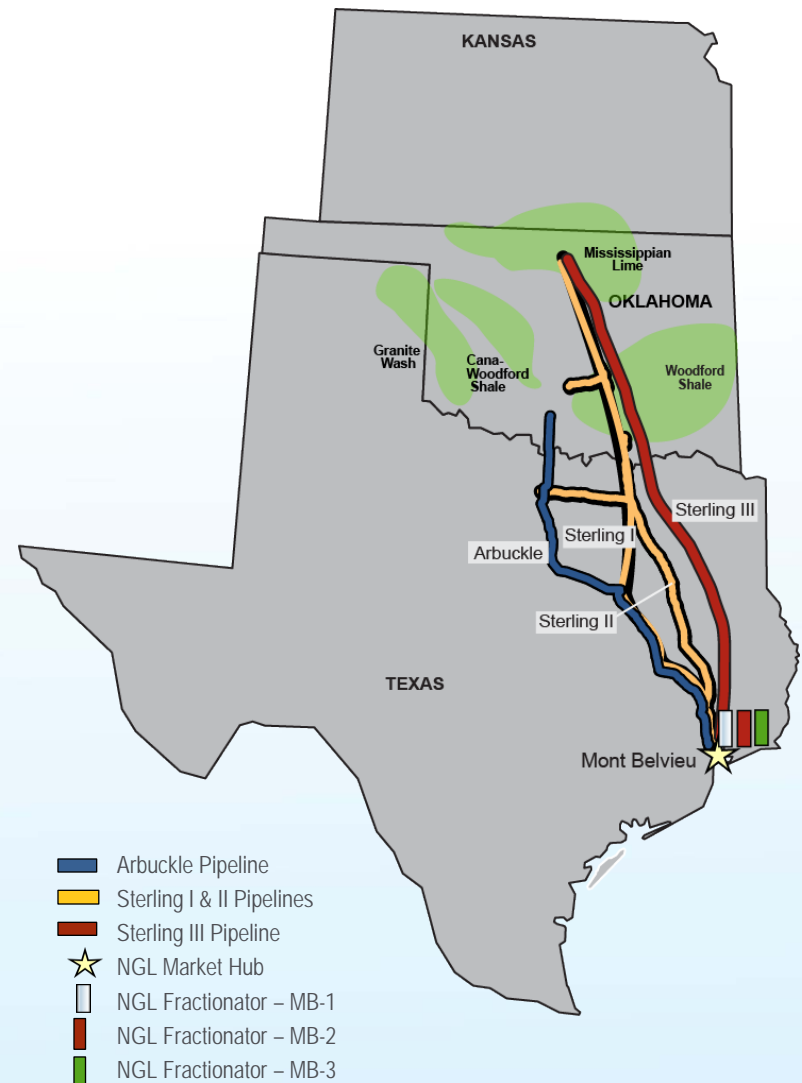 KANSAS
Mississippian
Lime
OKLAHOMA
Granite
Wash
Cana-
Woodford
Shale
Woodford
Shale
Sterling III
Sterling I
Arbuckle
Sterling II
TEXAS
Mont Belvieu
Arbuckle Pipeline
Sterling I & II Pipelines
Sterling III Pipeline
NGL Market Hub
NGL Fractionator – MB-1
NGL Fractionator – MB-2
NGL Fractionator – MB-3